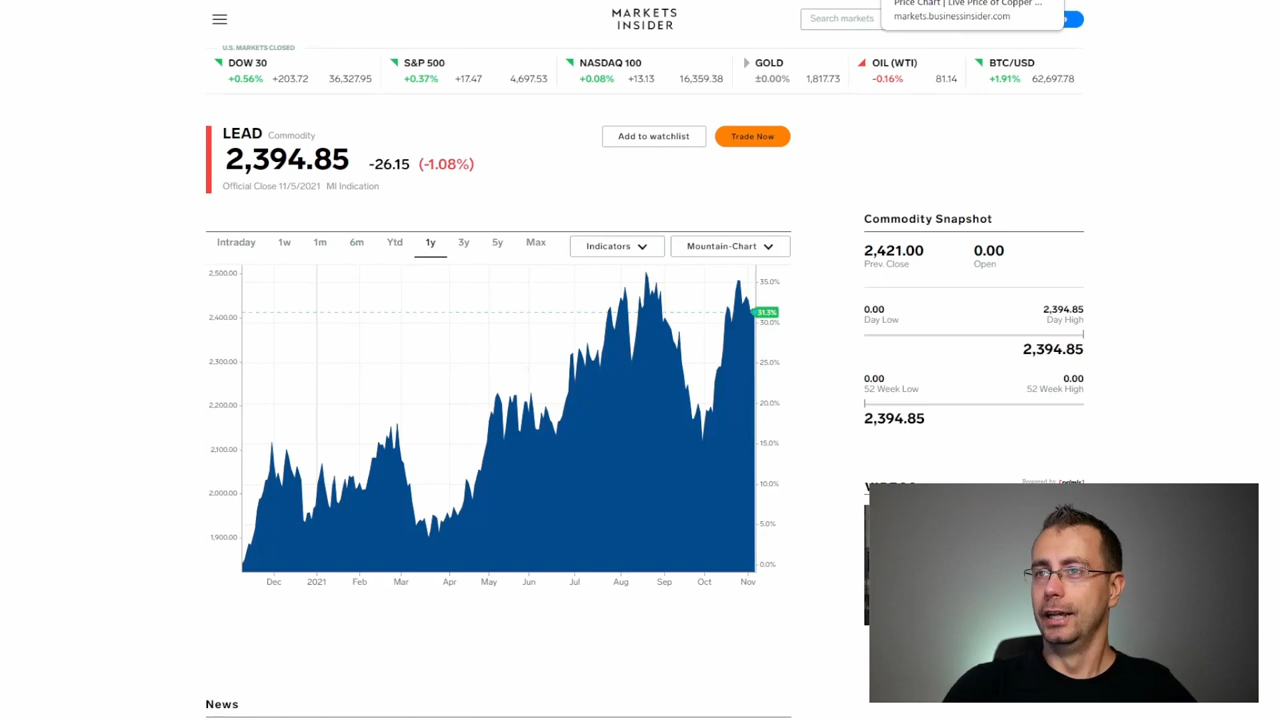 Price Chart | Live Price of Copper ...
markets.businessinsider.com
MARKETS
INSIDER
Search markets
U.S. MARKETS CLOSED
DOW 30
+0.56% +203.72 36,327.95
S&P 500
+0.37% +17.47 4,697.53
NASDAQ 100
+0.08% +13.13 16,359.38
GOLD
±0.00% 1,817.73
OIL (WTI)
-0.16% 81.14
BTC/USD
+1.91% 62,697.78
LEAD Commodity
2,394.85 -26.15 (-1.08%)
Official Close 11/5/2021 MI Indication
Add to watchlist
Trade Now
Intraday 1w 1m 6m Ytd 1y 3y 5y Max
Indicators
Mountain-Chart
2,500.00
2,400.00
2,300.00
2,200.00
2,100.00
2,000.00
1,900.00
35.0%
31.3%
30.0%
25.0%
20.0%
15.0%
10.0%
5.0%
0.0%
Dec 2021 Feb Mar Apr May Jun Jul Aug Sep Oct Nov
Commodity Snapshot
2,421.00 0.00
Prev. Close Open
0.00 2,394.85
Day Low Day High
2,394.85
0.00 0.00
52 Week Low 52 Week High
2,394.85
Powered by
News